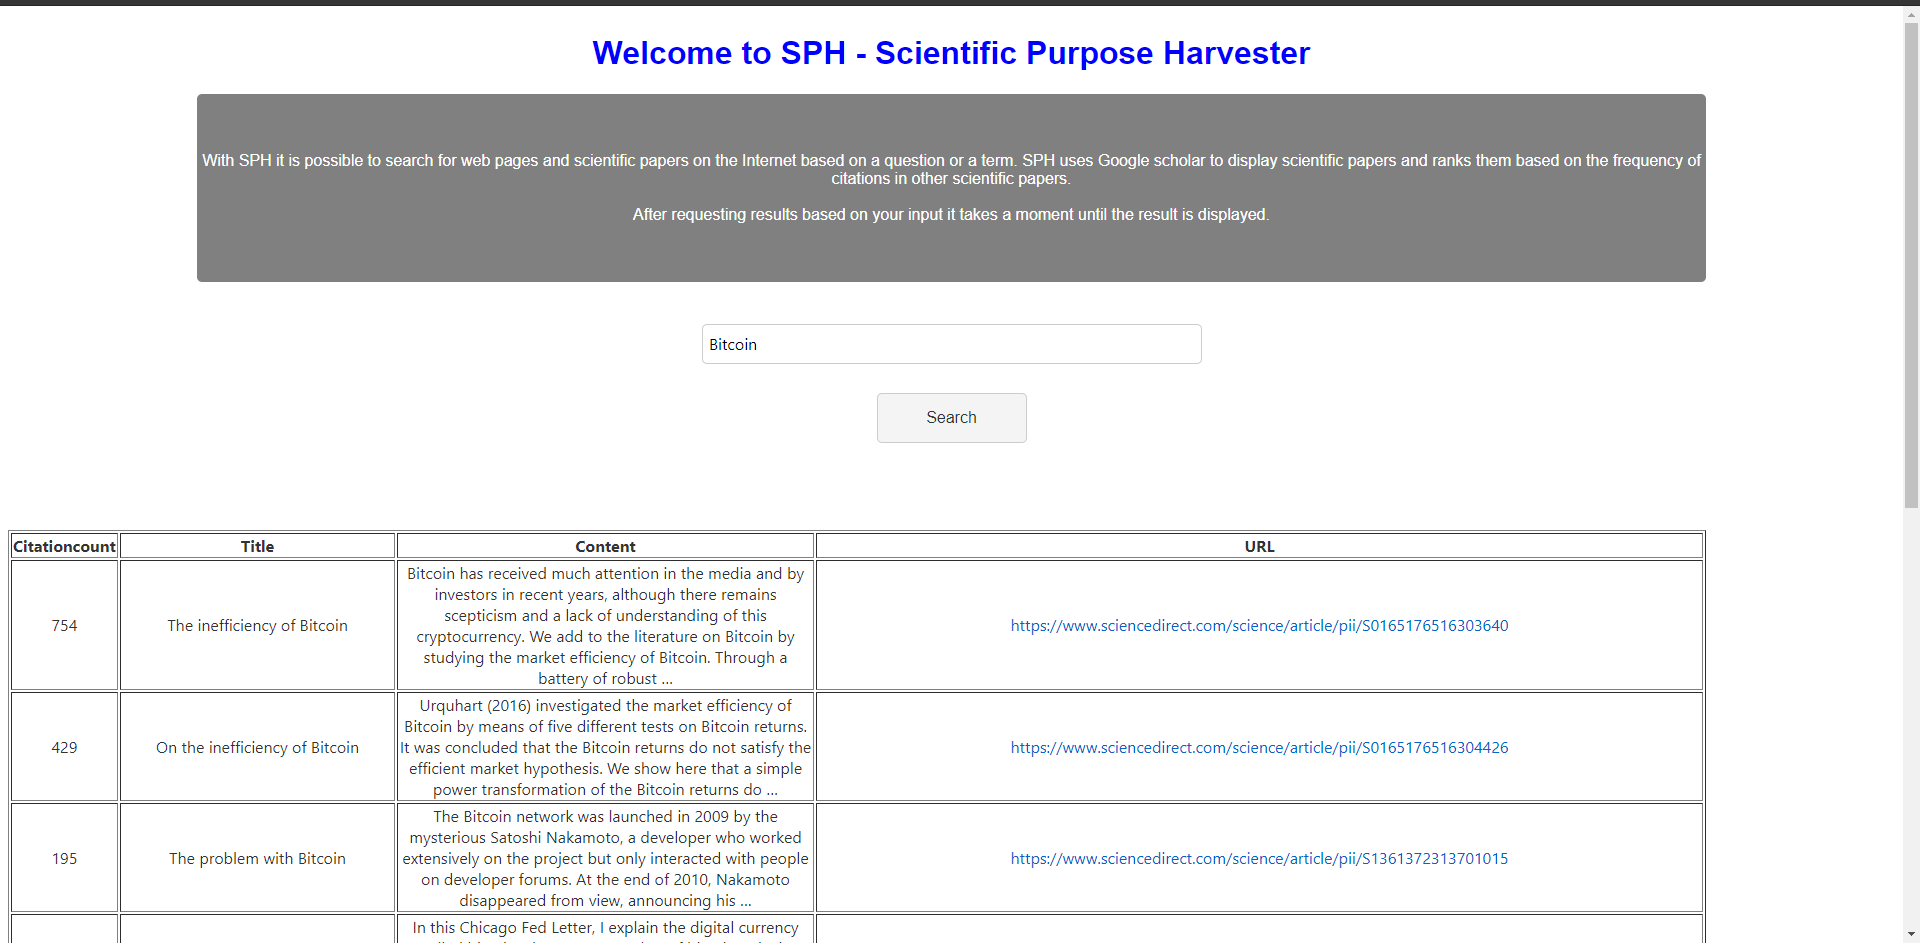 Welcome to SPH - Scientific Purpose Harvester
With SPH it is possible to search for web pages and scientific papers on the Internet based on a question or a term. SPH uses Google scholar to display scientific papers and ranks them based on the frequency of
citations in other scientific papers.
After requesting results based on your input it takes a moment until the result is displayed.
Bitcoin
Search
Citationcount Title Content URL
754
The inefficiency of Bitcoin
Bitcoin has received much attention in the media and by
investors in recent years, although there remains
scepticism and a lack of understanding of this
cryptocurrency. We add to the literature on Bitcoin by
studying the market efficiency of Bitcoin. Through a
battery of robust ...
https://www.sciencedirect.com/science/article/pii/S0165176516303640
429
On the inefficiency of Bitcoin
Urquhart (2016) investigated the market efficiency of
Bitcoin by means of five different tests on Bitcoin returns.
It was concluded that the Bitcoin returns do not satisfy the
efficient market hypothesis. We show here that a simple
power transformation of the Bitcoin returns do ...
https://www.sciencedirect.com/science/article/pii/S0165176516304426
195
The problem with Bitcoin
The Bitcoin network was launched in 2009 by the
mysterious Satoshi Nakamoto, a developer who worked
extensively on the project but only interacted with people
on developer forums. At the end of 2010, Nakamoto
disappeared from view, announcing his ...
https://www.sciencedirect.com/science/article/pii/S1361372313701015
In this Chicago Fed Letter, I explain the digital currency